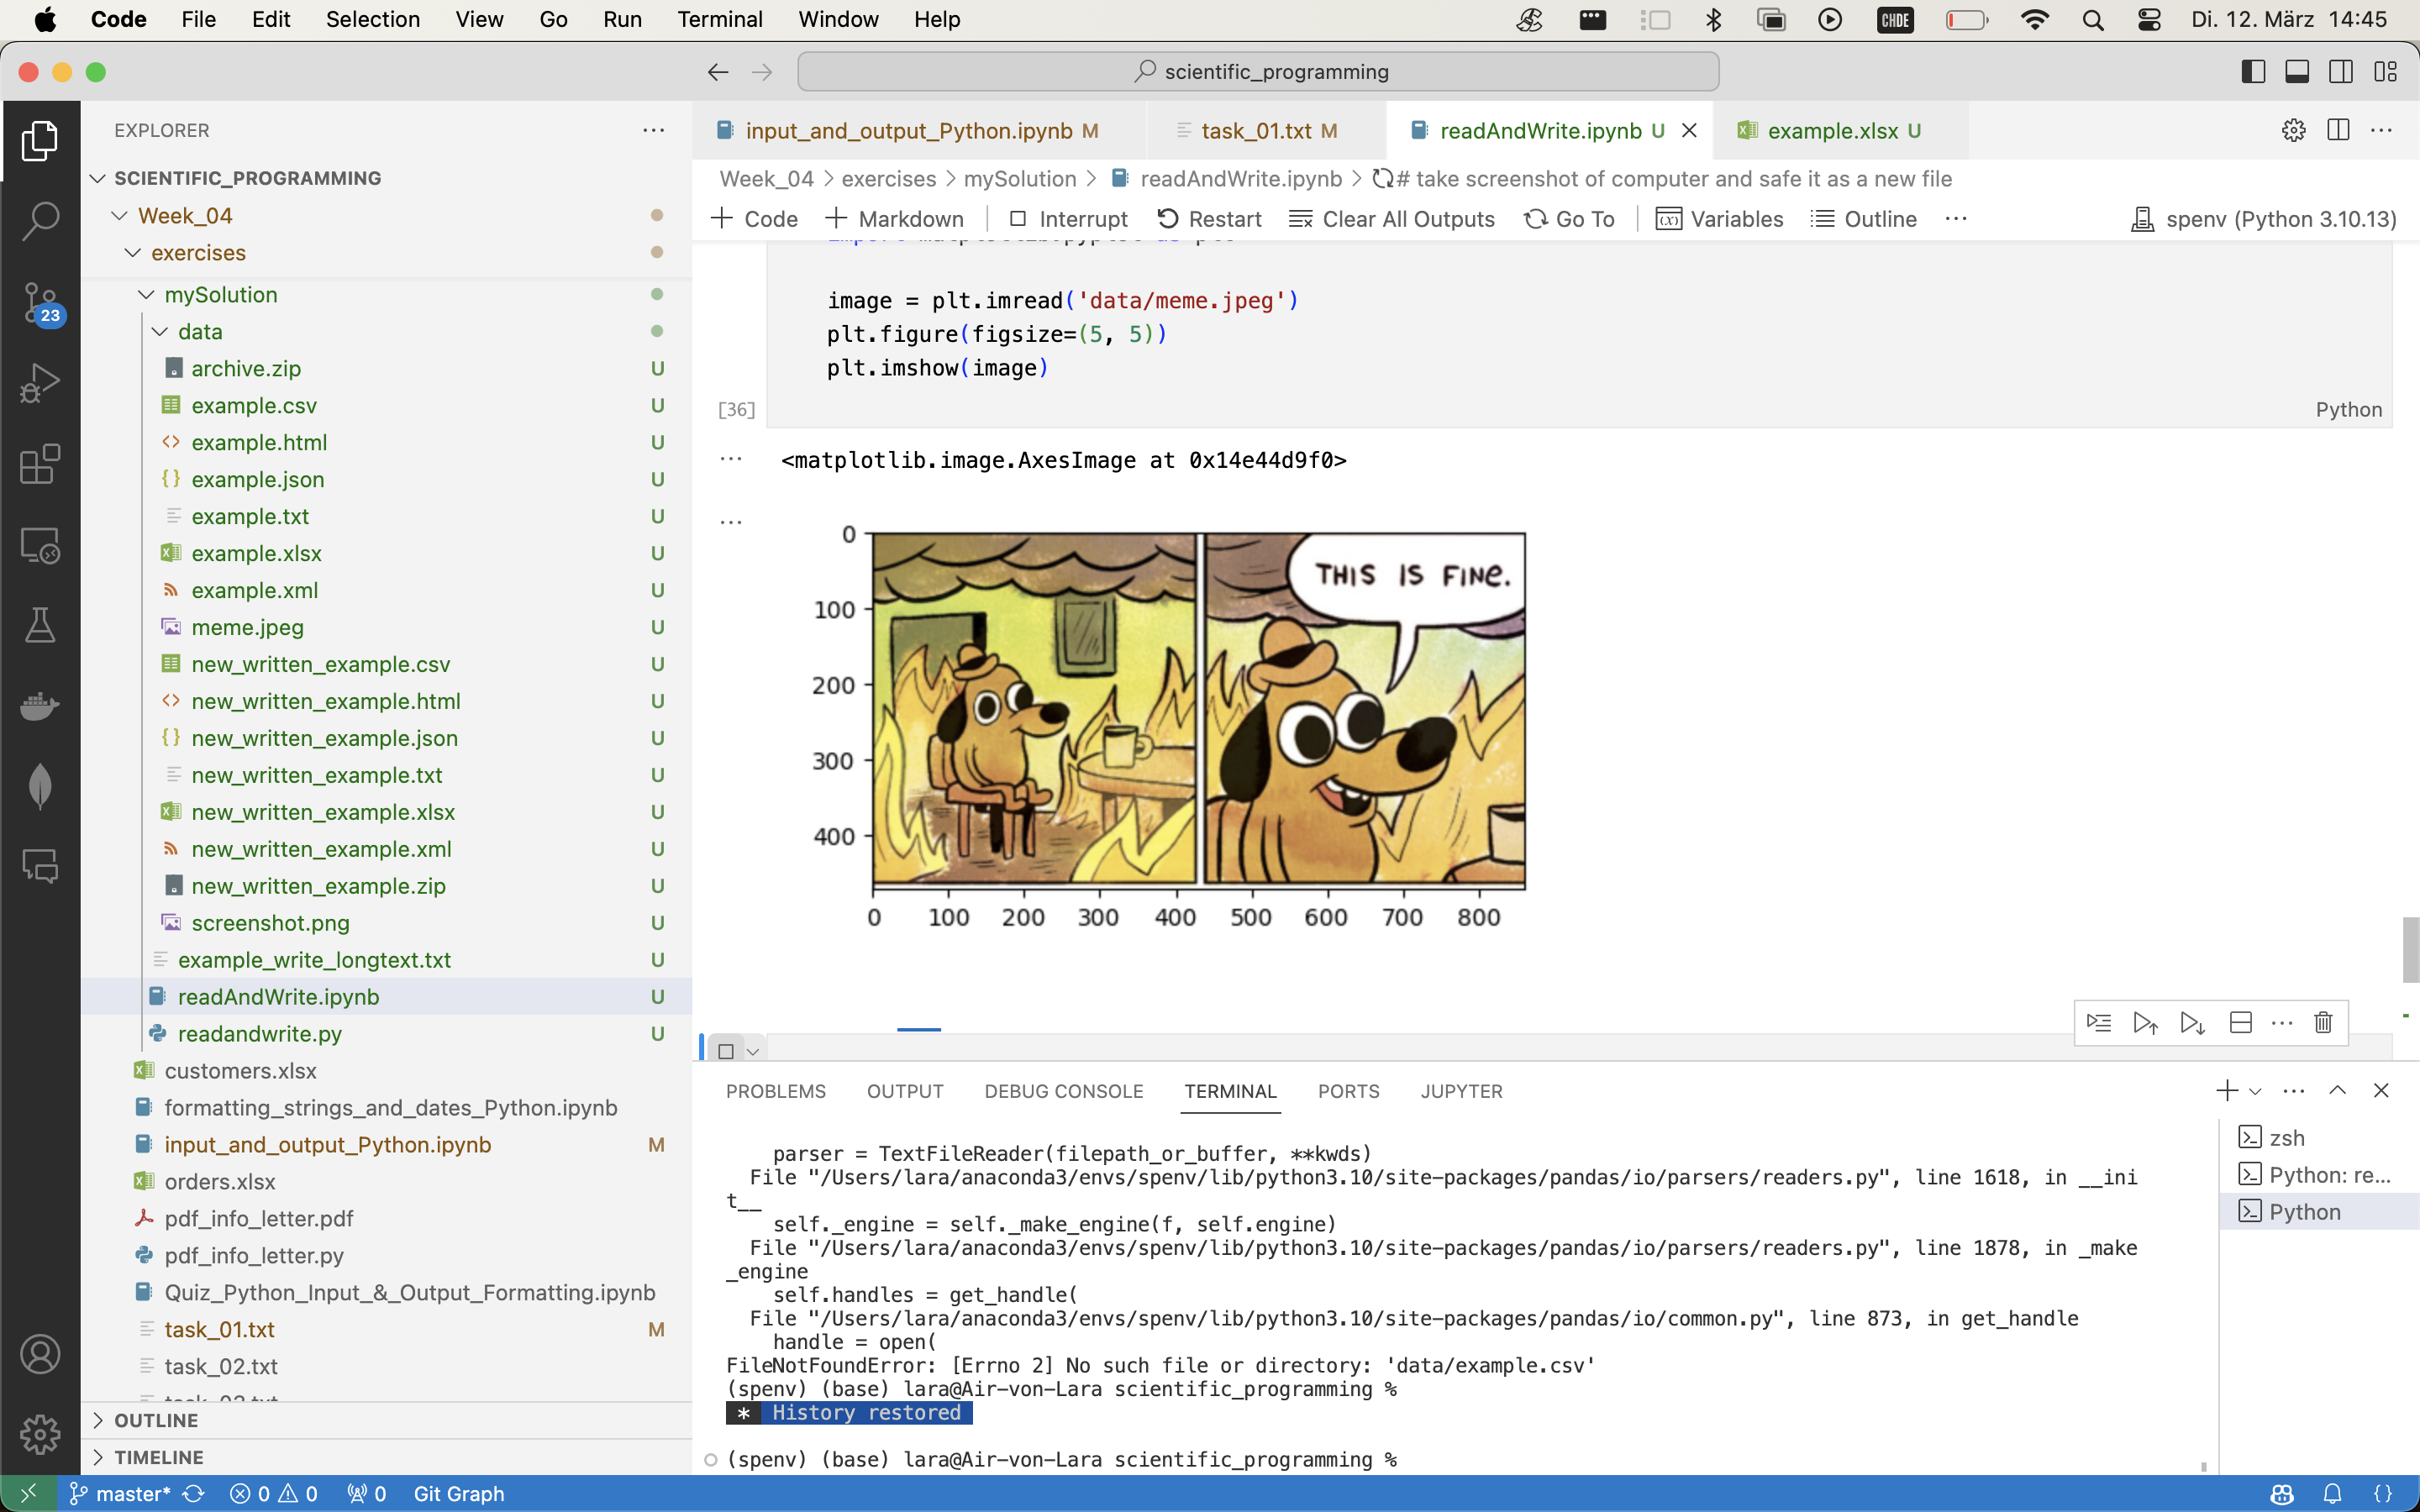 Code File Edit Selection View Go Run Terminal Window Help CHDE Di. 12. März 14:45
scientific_programming
EXPLORER
SCIENTIFIC_PROGRAMMING
Week_04
exercises
mySolution
data
archive.zip U
example.csv U
example.html U
example.json U
example.txt U
example.xlsx U
example.xml U
meme.jpeg U
new_written_example.csv U
new_written_example.html U
new_written_example.json U
new_written_example.txt U
new_written_example.xlsx U
new_written_example.xml U
new_written_example.zip U
screenshot.png U
example_write_longtext.txt U
readAndWrite.ipynb U
readandwrite.py U
customers.xlsx
formatting_strings_and_dates_Python.ipynb
input_and_output_Python.ipynb M
orders.xlsx
pdf_info_letter.pdf
pdf_info_letter.py
Quiz_Python_Input_&_Output_Formatting.ipynb
task_01.txt M
task_02.txt
OUTLINE
TIMELINE
23
input_and_output_Python.ipynb M task_01.txt M readAndWrite.ipynb U example.xlsx U
Week_04 > exercises > mySolution > readAndWrite.ipynb > # take screenshot of computer and safe it as a new file
Code Markdown Interrupt Restart Clear All Outputs Go To Variables Outline ... spenv (Python 3.10.13)
image = plt.imread('data/meme.jpeg')
plt.figure(figsize=(5, 5))
plt.imshow(image)
[36] Python
<matplotlib.image.AxesImage at 0x14e44d9f0>
THIS IS FINE.
0
100
200
300
400
0 100 200 300 400 500 600 700 800
PROBLEMS OUTPUT DEBUG CONSOLE TERMINAL PORTS JUPYTER
parser = TextFileReader(filepath_or_buffer, **kwds)
File "/Users/lara/anaconda3/envs/spenv/lib/python3.10/site-packages/pandas/io/parsers/readers.py", line 1618, in __ini
t__
self._engine = self._make_engine(f, self.engine)
File "/Users/lara/anaconda3/envs/spenv/lib/python3.10/site-packages/pandas/io/parsers/readers.py", line 1878, in _make
_engine
self.handles = get_handle(
File "/Users/lara/anaconda3/envs/spenv/lib/python3.10/site-packages/pandas/io/common.py", line 873, in get_handle
handle = open(
FileNotFoundError: [Errno 2] No such file or directory: 'data/example.csv'
(spenv) (base) lara@Air-von-Lara scientific_programming %
* History restored
(spenv) (base) lara@Air-von-Lara scientific_programming %
zsh
Python: re...
Python
master* 0 0 0 Git Graph